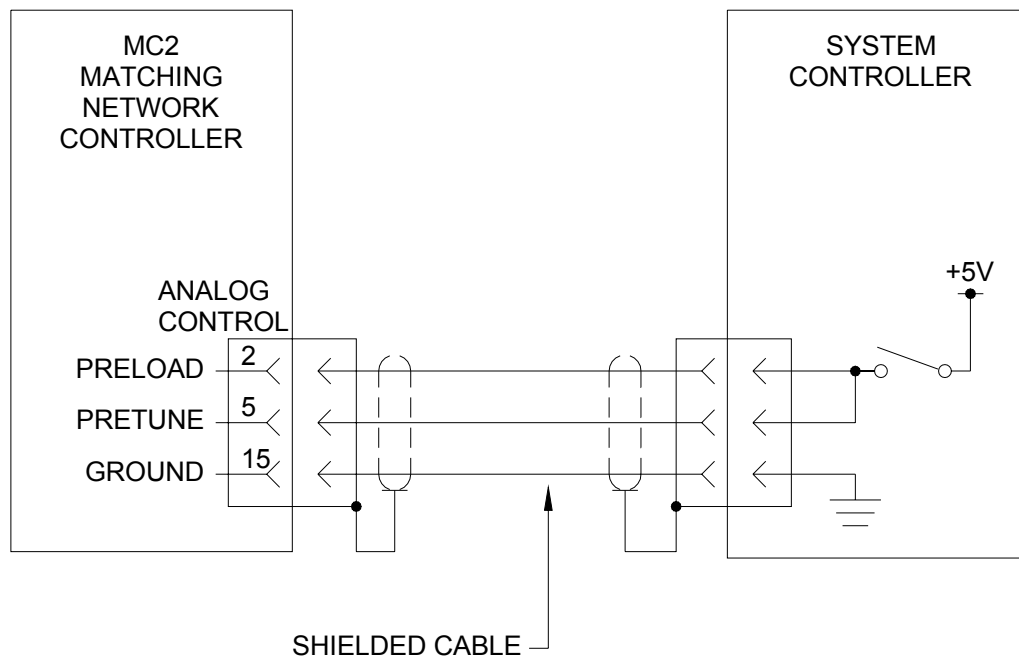 MC2
MATCHING
NETWORK
CONTROLLER
SYSTEM
CONTROLLER
+5V
ANALOG
CONTROL
PRELOAD 2
PRETUNE 5
GROUND 15
SHIELDED CABLE